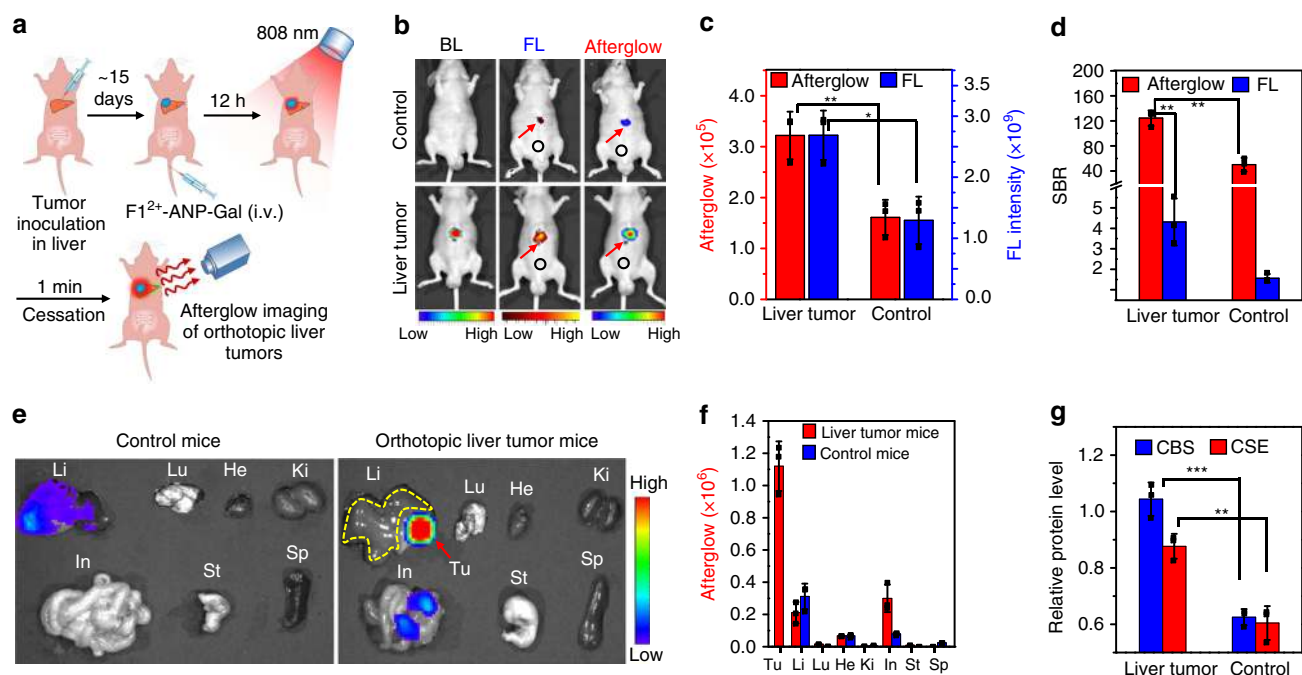 a
808 nm
~15
days
12 h
Tumor
inoculation
in liver
F1²⁺-ANP-Gal (i.v.)
1 min
Cessation
Afterglow imaging
of orthotopic liver
tumors
b
BL
FL
Afterglow
Control
Liver tumor
Low
High
Low
High
Low
High
c
Afterglow
FL
**
*
Afterglow (×10⁵)
4.0
3.0
2.0
1.0
0.0
FL intensity (×10⁹)
3.5
3.0
2.0
1.0
0.0
Liver tumor
Control
d
Afterglow
FL
**
**
SBR
200
160
120
80
40
5
4
3
2
Liver tumor
Control
e
Control mice
Orthotopic liver tumor mice
Li
Lu
He
Ki
In
St
Sp
Li
Lu
He
Ki
Tu
In
St
Sp
High
Low
f
Liver tumor mice
Control mice
Afterglow (×10⁶)
1.4
1.2
1.0
0.8
0.6
0.4
0.2
0.0
Tu Li Lu He Ki In St Sp
g
CBS
CSE
***
**
Relative protein level
1.2
1.0
0.8
0.6
Liver tumor
Control